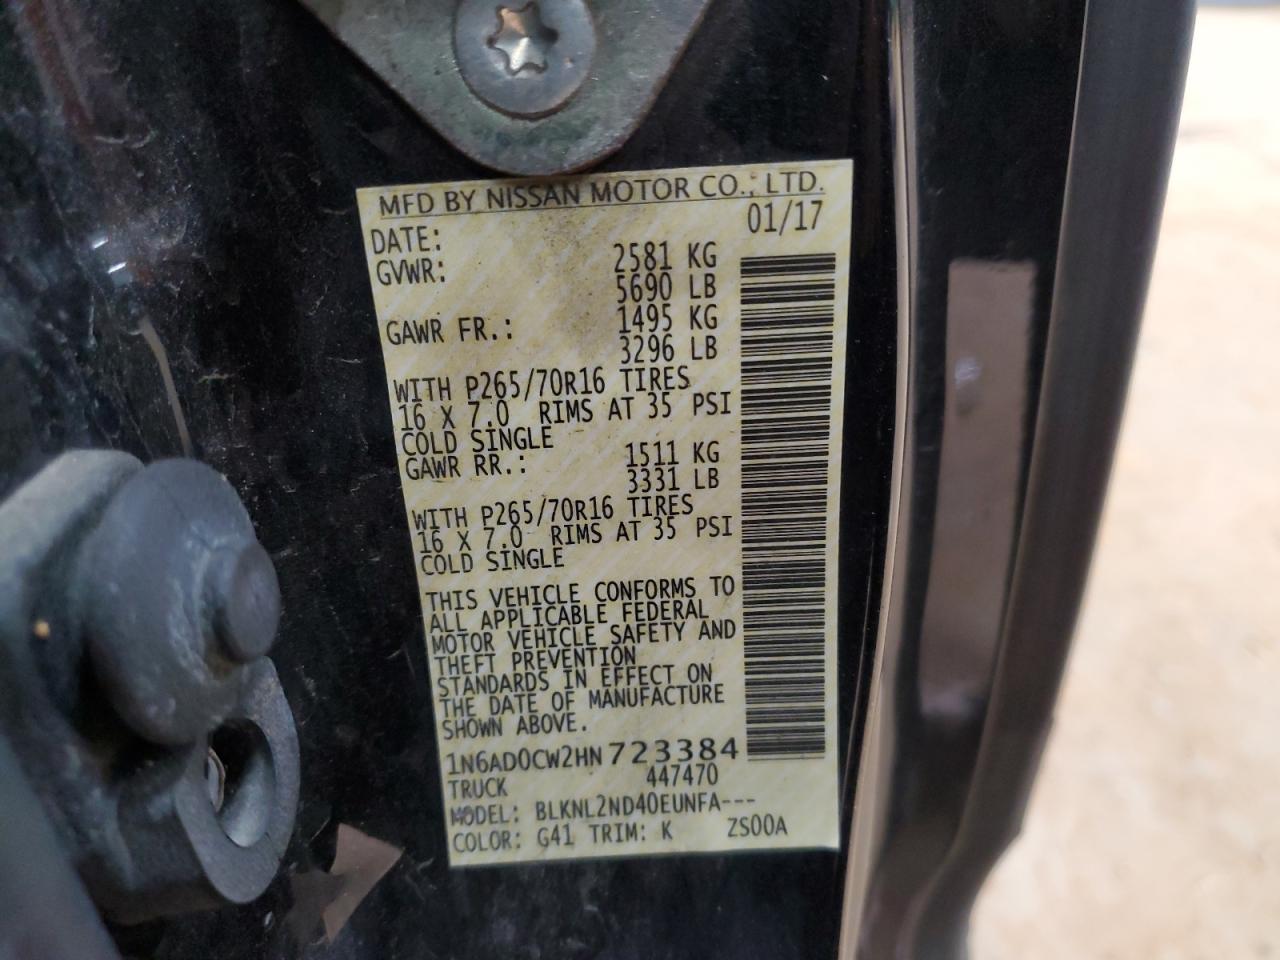 MFD BY NISSAN MOTOR CO., LTD.
DATE: 01/17
GVWR: 2581 KG
5690 LB
GAWR FR.: 1495 KG
3296 LB
WITH P265/70R16 TIRES
16 X 7.0 RIMS AT 35 PSI
COLD SINGLE
GAWR RR.: 1511 KG
3331 LB
WITH P265/70R16 TIRES
16 X 7.0 RIMS AT 35 PSI
COLD SINGLE
THIS VEHICLE CONFORMS TO
ALL APPLICABLE FEDERAL
MOTOR VEHICLE SAFETY AND
THEFT PREVENTION
STANDARDS IN EFFECT ON
THE DATE OF MANUFACTURE
SHOWN ABOVE.
1N6AD0CW2HN723384
TRUCK 447470
MODEL: BLKNL2ND40EUNFA---
COLOR: G41 TRIM: K ZS00A